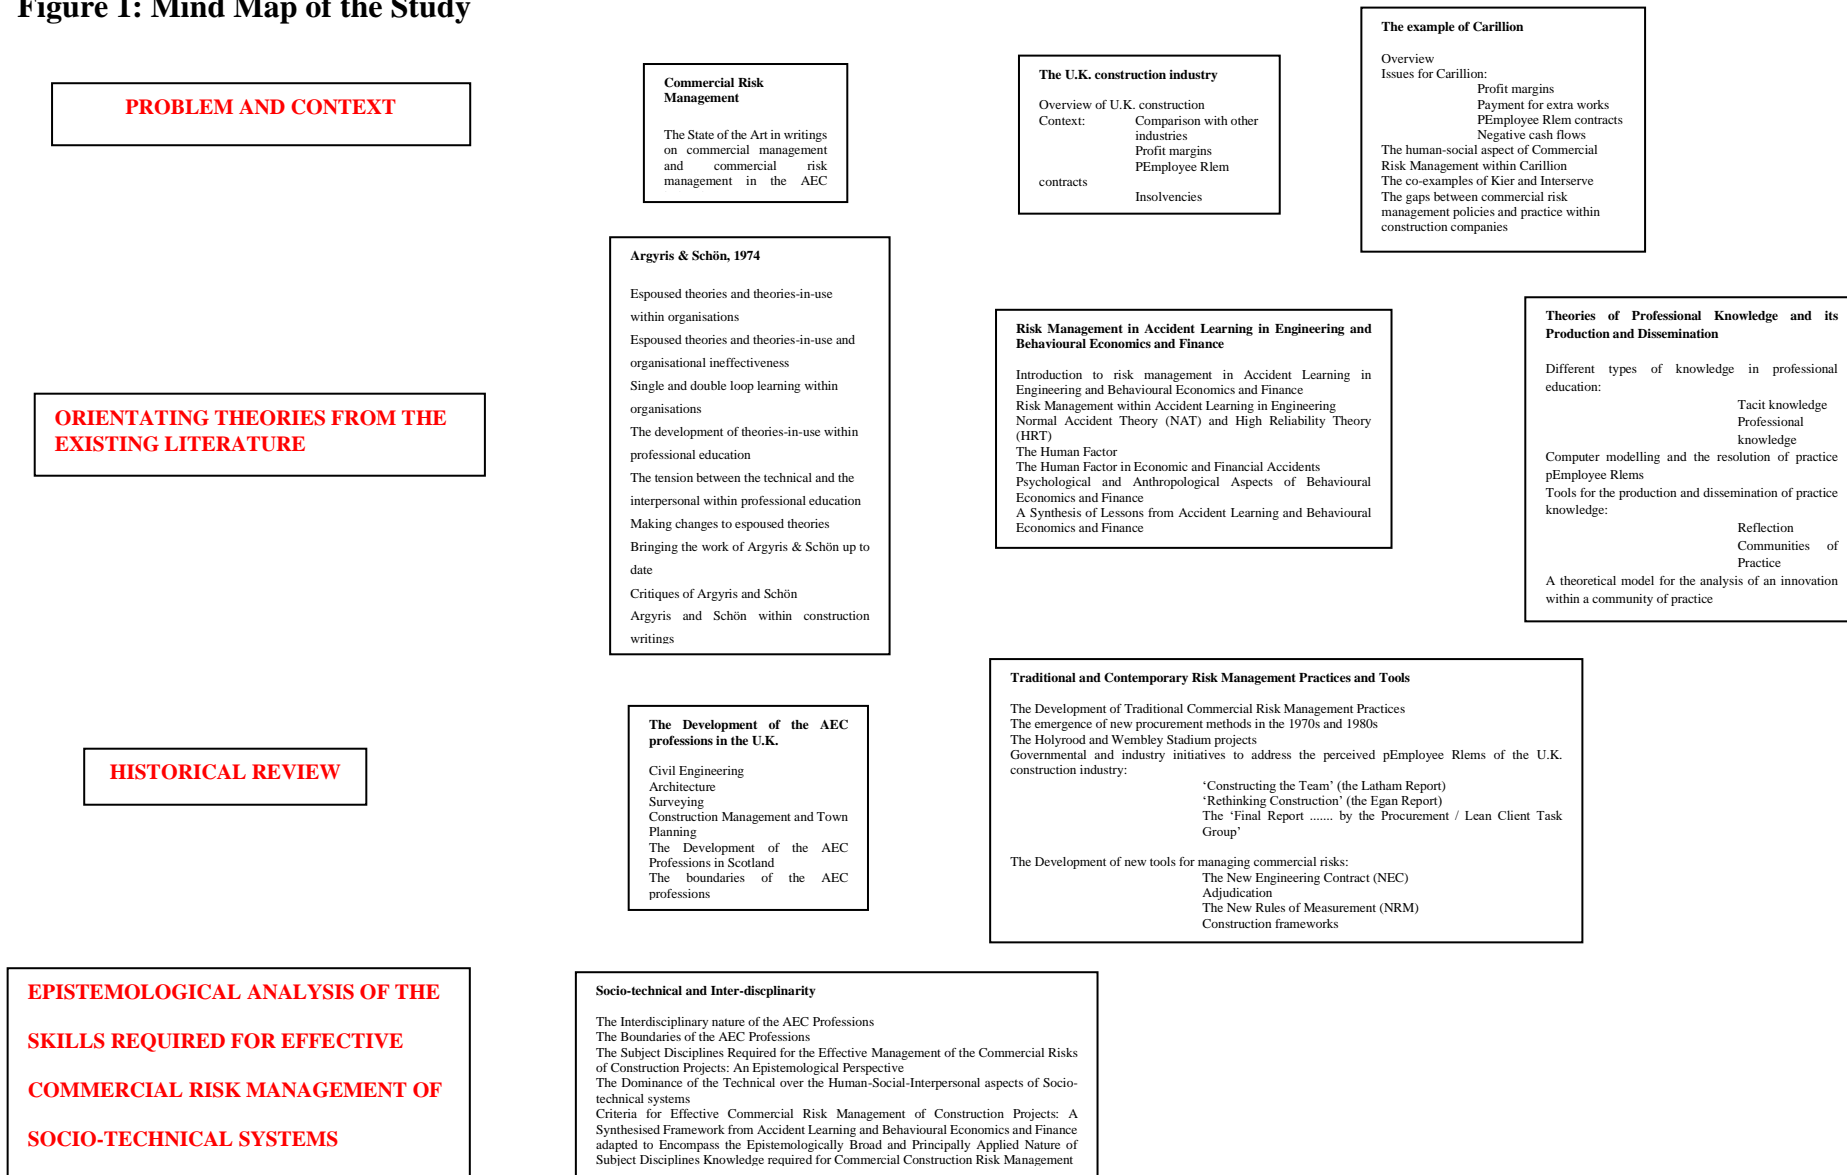 Figure 1: Mind Map of the Study
PROBLEM AND CONTEXT
Commercial Risk
Management
The State of the Art in writings
on commercial management
and commercial risk
management in the AEC
The U.K. construction industry
Overview of U.K. construction
Context: Comparison with other
industries
Profit margins
PEmployee Rlem
contracts
Insolvencies
The example of Carillion
Overview
Issues for Carillion:
Profit margins
Payment for extra works
PEmployee Rlem contracts
Negative cash flows
The human-social aspect of Commercial
Risk Management within Carillion
The co-examples of Kier and Interserve
The gaps between commercial risk
management policies and practice within
construction companies
ORIENTATING THEORIES FROM THE
EXISTING LITERATURE
Argyris & Schön, 1974
Espoused theories and theories-in-use
within organisations
Espoused theories and theories-in-use and
organisational ineffectiveness
Single and double loop learning within
organisations
The development of theories-in-use within
professional education
The tension between the technical and the
interpersonal within professional education
Making changes to espoused theories
Bringing the work of Argyris & Schön up to
date
Critiques of Argyris and Schön
Argyris and Schön within construction
writings
Risk Management in Accident Learning in Engineering and
Behavioural Economics and Finance
Introduction to risk management in Accident Learning in
Engineering and Behavioural Economics and Finance
Risk Management within Accident Learning in Engineering
Normal Accident Theory (NAT) and High Reliability Theory
(HRT)
The Human Factor
The Human Factor in Economic and Financial Accidents
Psychological and Anthropological Aspects of Behavioural
Economics and Finance
A Synthesis of Lessons from Accident Learning and Behavioural
Economics and Finance
Theories of Professional Knowledge and its
Production and Dissemination
Different types of knowledge in professional
education:
Tacit knowledge
Professional
knowledge
Computer modelling and the resolution of practice
pEmployee Rlems
Tools for the production and dissemination of practice
knowledge:
Reflection
Communities of
Practice
A theoretical model for the analysis of an innovation
within a community of practice
HISTORICAL REVIEW
The Development of the AEC
professions in the U.K.
Civil Engineering
Architecture
Surveying
Construction Management and Town
Planning
The Development of the AEC
Professions in Scotland
The boundaries of the AEC
professions
Traditional and Contemporary Risk Management Practices and Tools
The Development of Traditional Commercial Risk Management Practices
The emergence of new procurement methods in the 1970s and 1980s
The Holyrood and Wembley Stadium projects
Governmental and industry initiatives to address the perceived pEmployee Rlems of the U.K.
construction industry:
‘Constructing the Team’ (the Latham Report)
‘Rethinking Construction’ (the Egan Report)
The ‘Final Report ....... by the Procurement / Lean Client Task
Group’
The Development of new tools for managing commercial risks:
The New Engineering Contract (NEC)
Adjudication
The New Rules of Measurement (NRM)
Construction frameworks
EPISTEMOLOGICAL ANALYSIS OF THE
SKILLS REQUIRED FOR EFFECTIVE
COMMERCIAL RISK MANAGEMENT OF
SOCIO-TECHNICAL SYSTEMS
Socio-technical and Inter-discplinarity
The Interdisciplinary nature of the AEC Professions
The Boundaries of the AEC Professions
The Subject Disciplines Required for the Effective Management of the Commercial Risks
of Construction Projects: An Epistemological Perspective
The Dominance of the Technical over the Human-Social-Interpersonal aspects of Socio-
technical systems
Criteria for Effective Commercial Risk Management of Construction Projects: A
Synthesised Framework from Accident Learning and Behavioural Economics and Finance
adapted to Encompass the Epistemologically Broad and Principally Applied Nature of
Subject Disciplines Knowledge required for Commercial Construction Risk Management